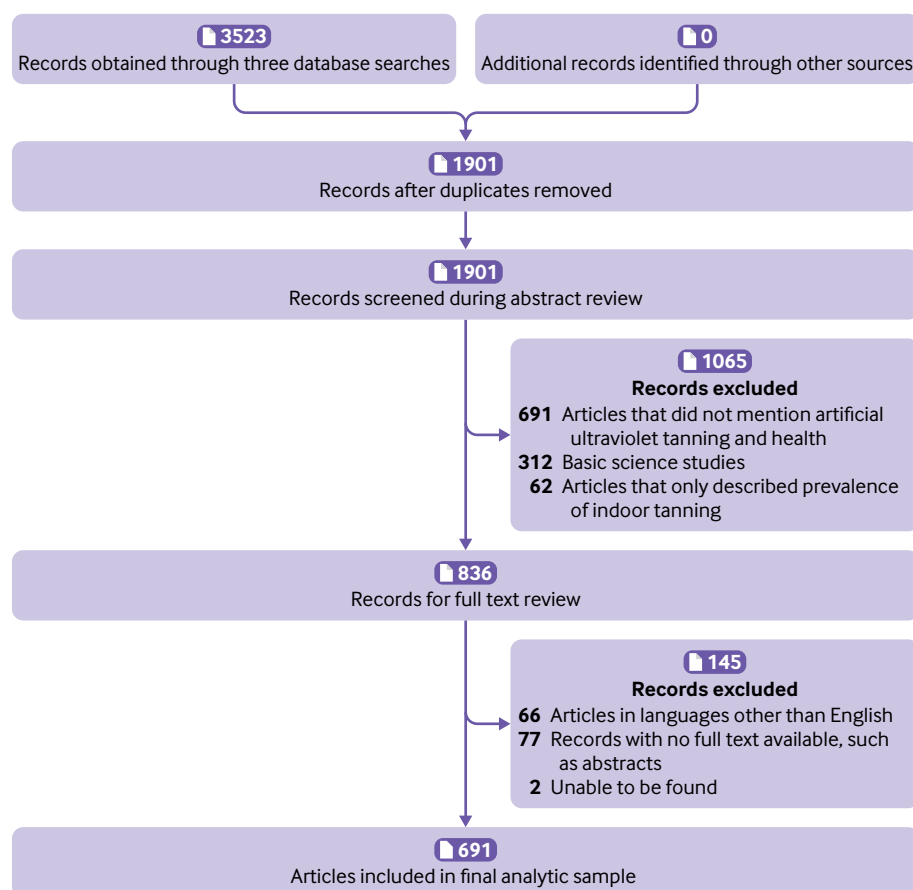 3523
Records obtained through three database searches
0
Additional records identified through other sources
1901
Records after duplicates removed
1901
Records screened during abstract review
1065
Records excluded
691 Articles that did not mention artificial
ultraviolet tanning and health
312 Basic science studies
62 Articles that only described prevalence
of indoor tanning
836
Records for full text review
145
Records excluded
66 Articles in languages other than English
77 Records with no full text available, such
as abstracts
2 Unable to be found
691
Articles included in final analytic sample